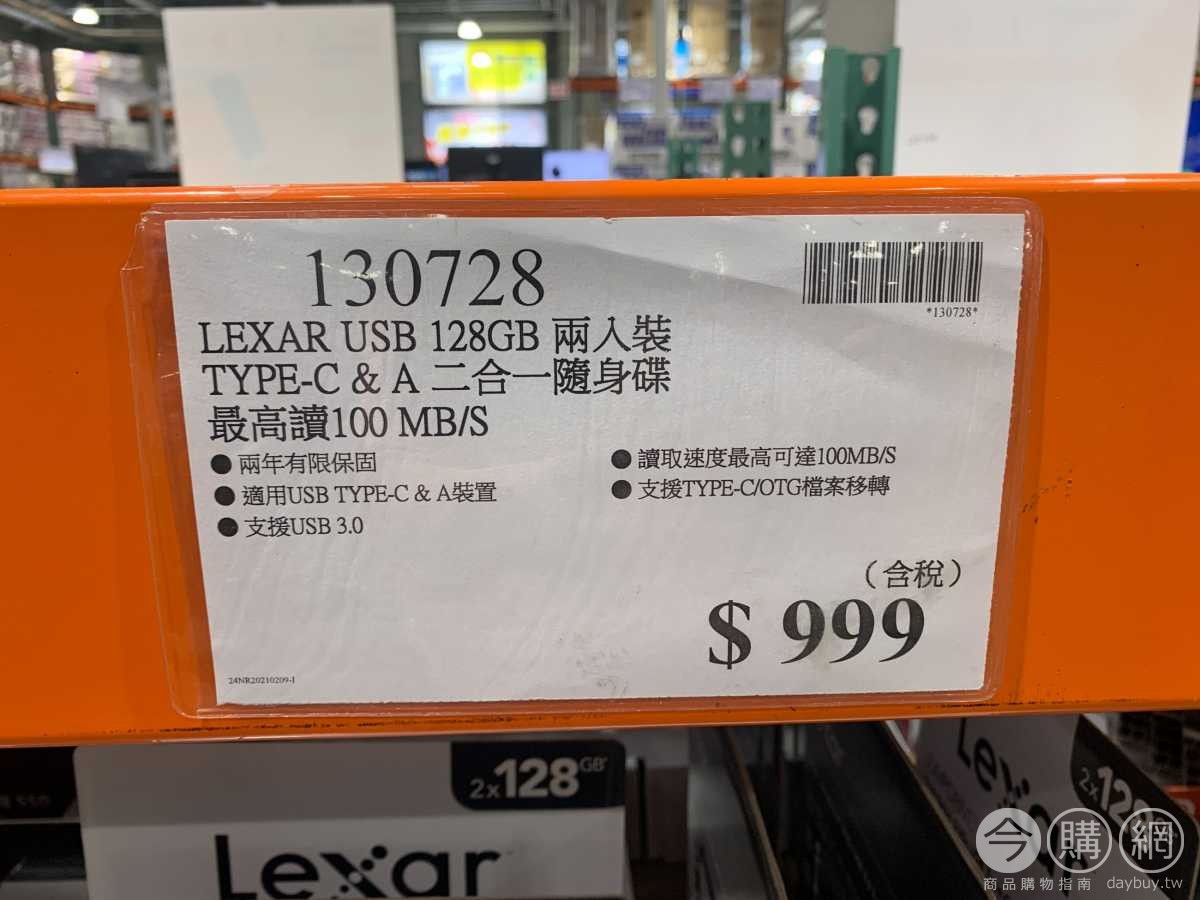 130728
*130728*
LEXAR USB 128GB 兩入裝
TYPE-C & A 二合一隨身碟
最高讀100 MB/S
● 兩年有限保固
● 讀取速度最高可達100MB/S
● 適用USB TYPE-C & A裝置
● 支援TYPE-C/OTG檔案移轉
● 支援USB 3.0
(含稅)
$ 999
24NR20210209-I
2x128GB
Lexar
Lexar
2x128
今購網
商品購物指南 daybuy.tw